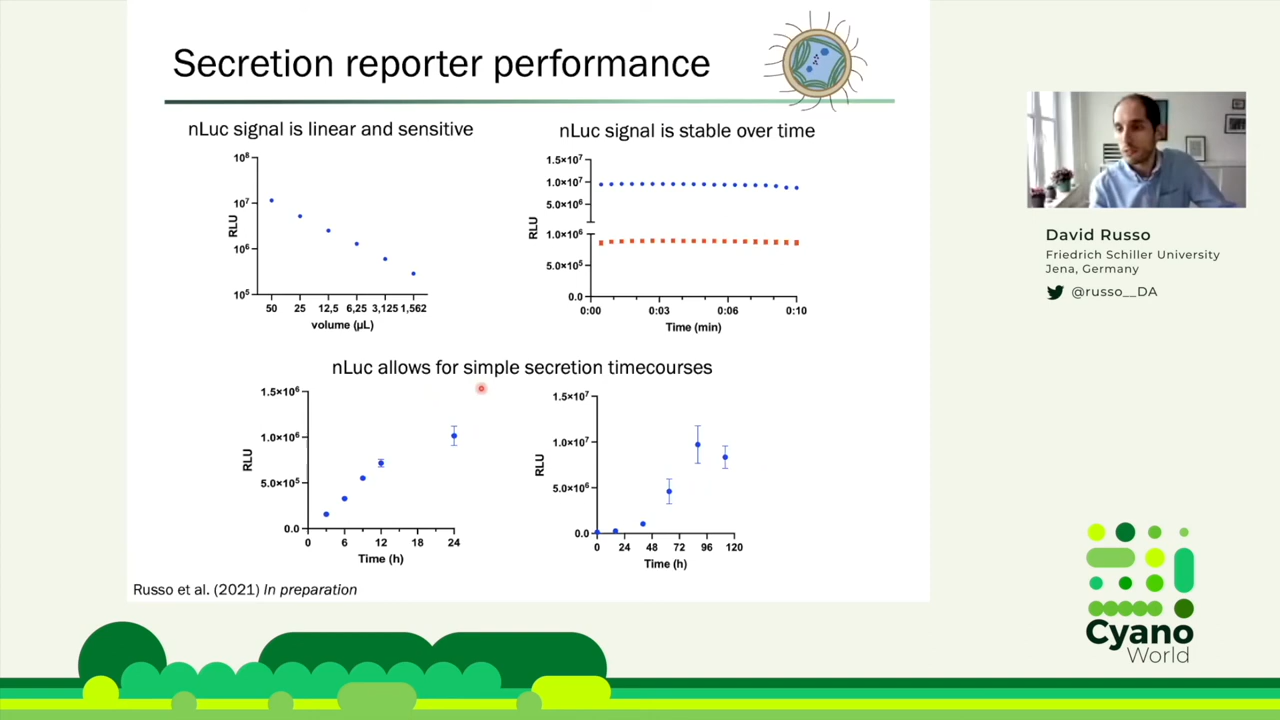 Secretion reporter performance
nLuc signal is linear and sensitive
10⁸
10⁷
10⁶
10⁵
RLU
50 25 12,5 6,25 3,125 1,562
volume (µL)
nLuc signal is stable over time
1.5×10⁷
1.0×10⁷
5.0×10⁶
1.0×10⁶
5.0×10⁵
0.0
RLU
0:00 0:03 0:06 0:10
Time (min)
nLuc allows for simple secretion timecourses
1.5×10⁶
1.0×10⁶
5.0×10⁵
0.0
RLU
0 6 12 18 24
Time (h)
1.5×10⁷
1.0×10⁷
5.0×10⁶
0.0
RLU
0 24 48 72 96 120
Time (h)
Russo et al. (2021) In preparation
David Russo
Friedrich Schiller University
Jena, Germany
@russo__DA
Cyano
World